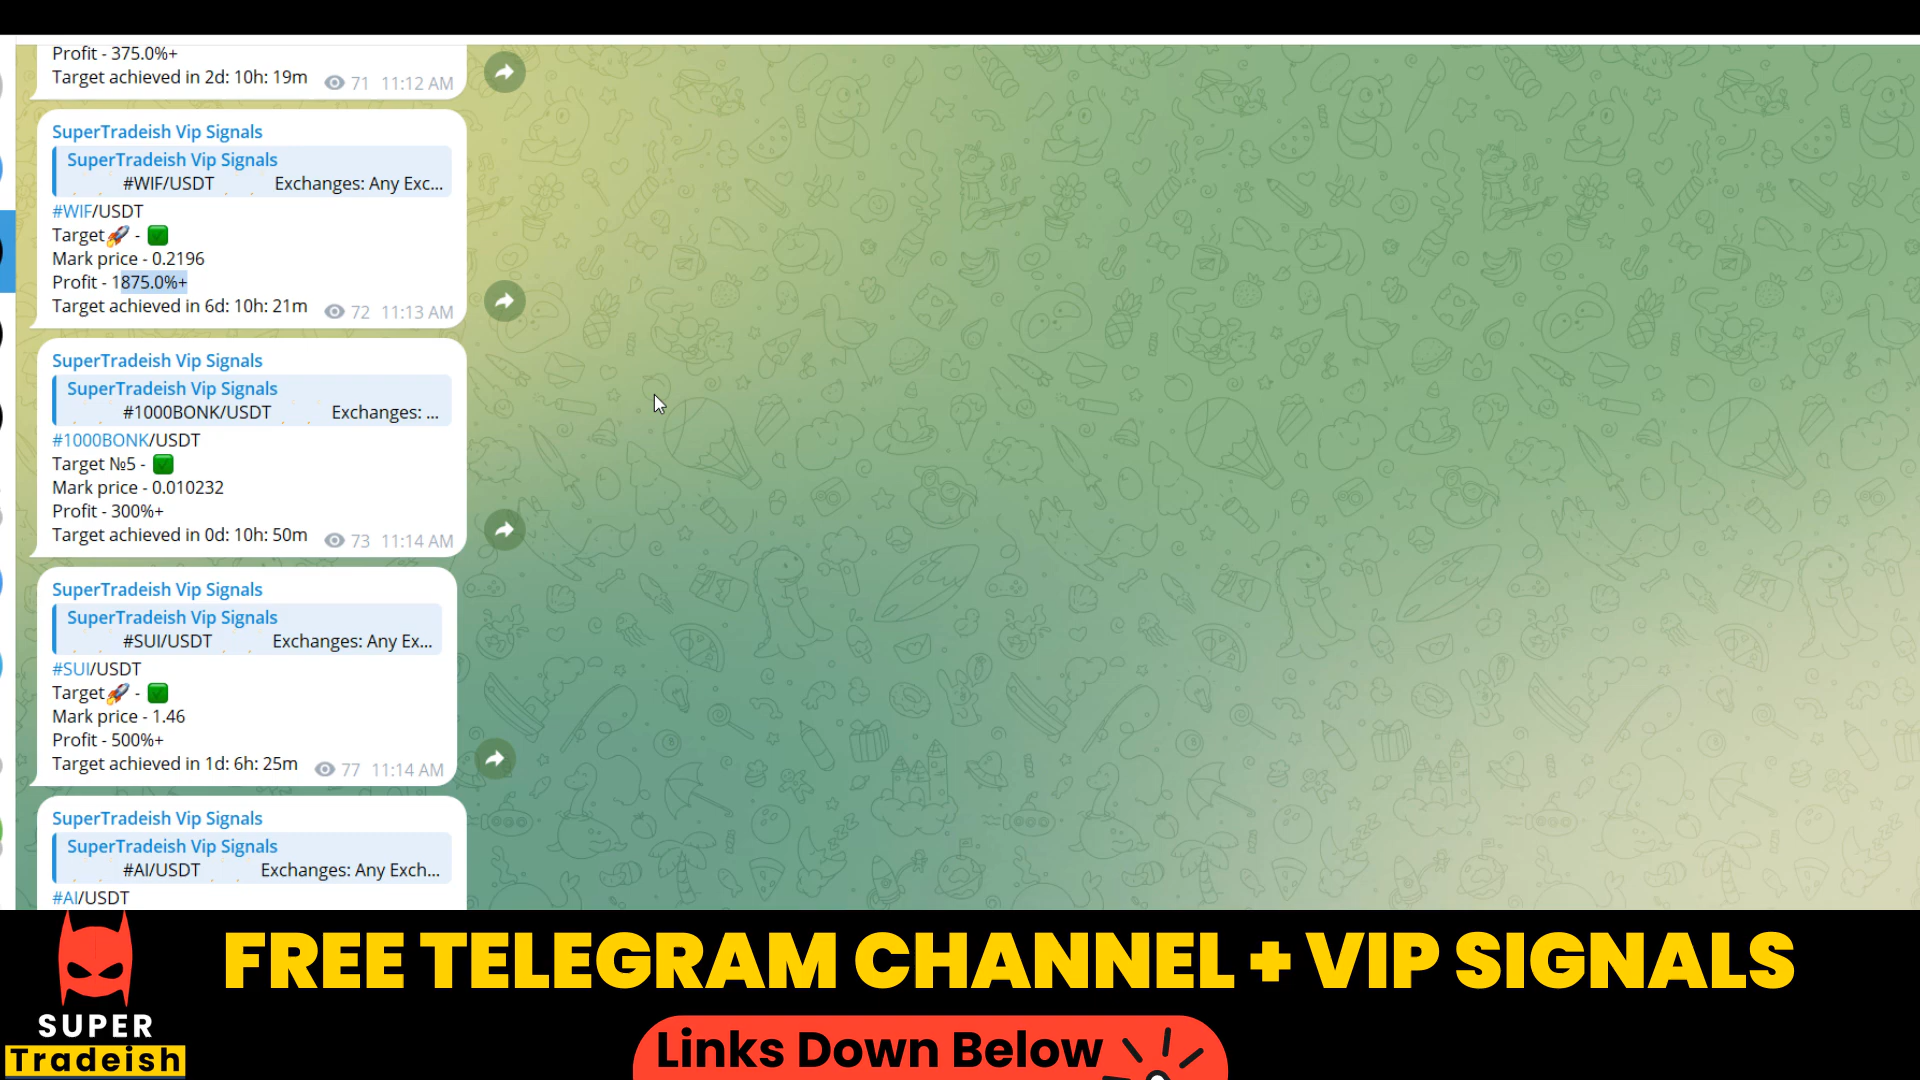 Profit - 375.0%+
Target achieved in 2d: 10h: 19m 71 11:12 AM
SuperTradeish Vip Signals
SuperTradeish Vip Signals
#WIF/USDT Exchanges: Any Exc...
#WIF/USDT
Target🚀 - ✅
Mark price - 0.2196
Profit - 1875.0%+
Target achieved in 6d: 10h: 21m 72 11:13 AM
SuperTradeish Vip Signals
SuperTradeish Vip Signals
#1000BONK/USDT Exchanges: ...
#1000BONK/USDT
Target №5 - ✅
Mark price - 0.010232
Profit - 300%+
Target achieved in 0d: 10h: 50m 73 11:14 AM
SuperTradeish Vip Signals
SuperTradeish Vip Signals
#SUI/USDT Exchanges: Any Ex...
#SUI/USDT
Target🚀 - ✅
Mark price - 1.46
Profit - 500%+
Target achieved in 1d: 6h: 25m 77 11:14 AM
SuperTradeish Vip Signals
SuperTradeish Vip Signals
#AI/USDT Exchanges: Any Exch...
#AI/USDT
FREE TELEGRAM CHANNEL + VIP SIGNALS
SUPER
Tradeish
Links Down Below